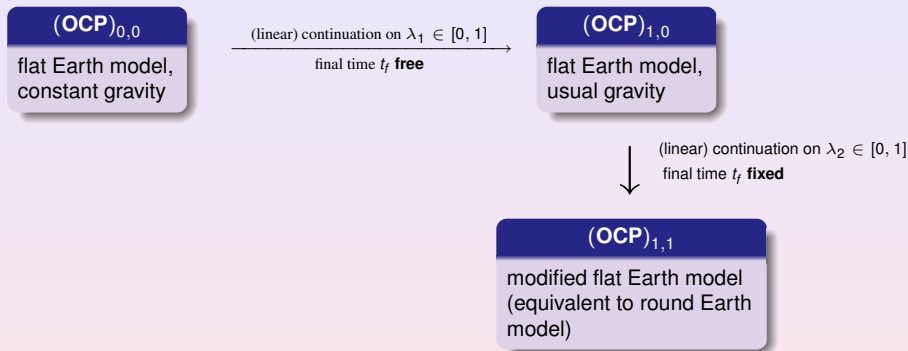 (OCP)₀,₀
flat Earth model,
constant gravity
(linear) continuation on λ₁ ∈ [0, 1]
final time t_f free
(OCP)₁,₀
flat Earth model,
usual gravity
(linear) continuation on λ₂ ∈ [0, 1]
final time t_f fixed
(OCP)₁,₁
modified flat Earth model
(equivalent to round Earth
model)